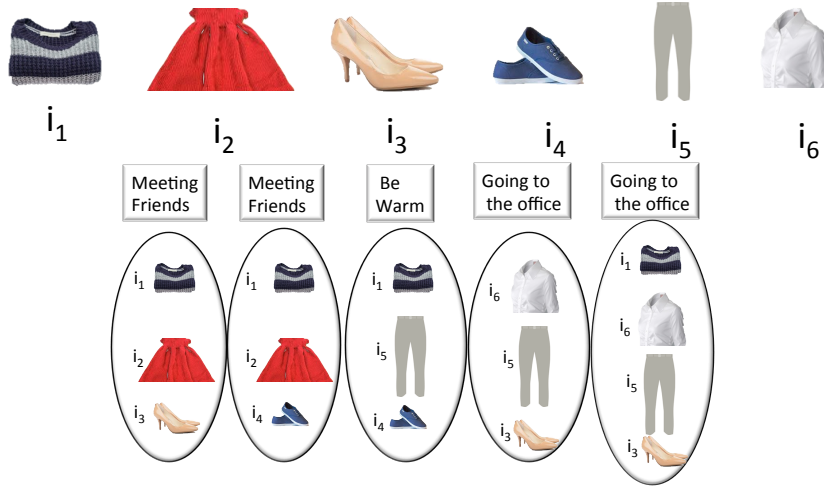 i₁ i₂ i₃ i₄ i₅ i₆
Meeting
Friends
Meeting
Friends
Be
Warm
Going to
the office
Going to
the office
i₁
i₂
i₃
i₁
i₂
i₄
i₁
i₅
i₄
i₆
i₅
i₃
i₁
i₆
i₅
i₃